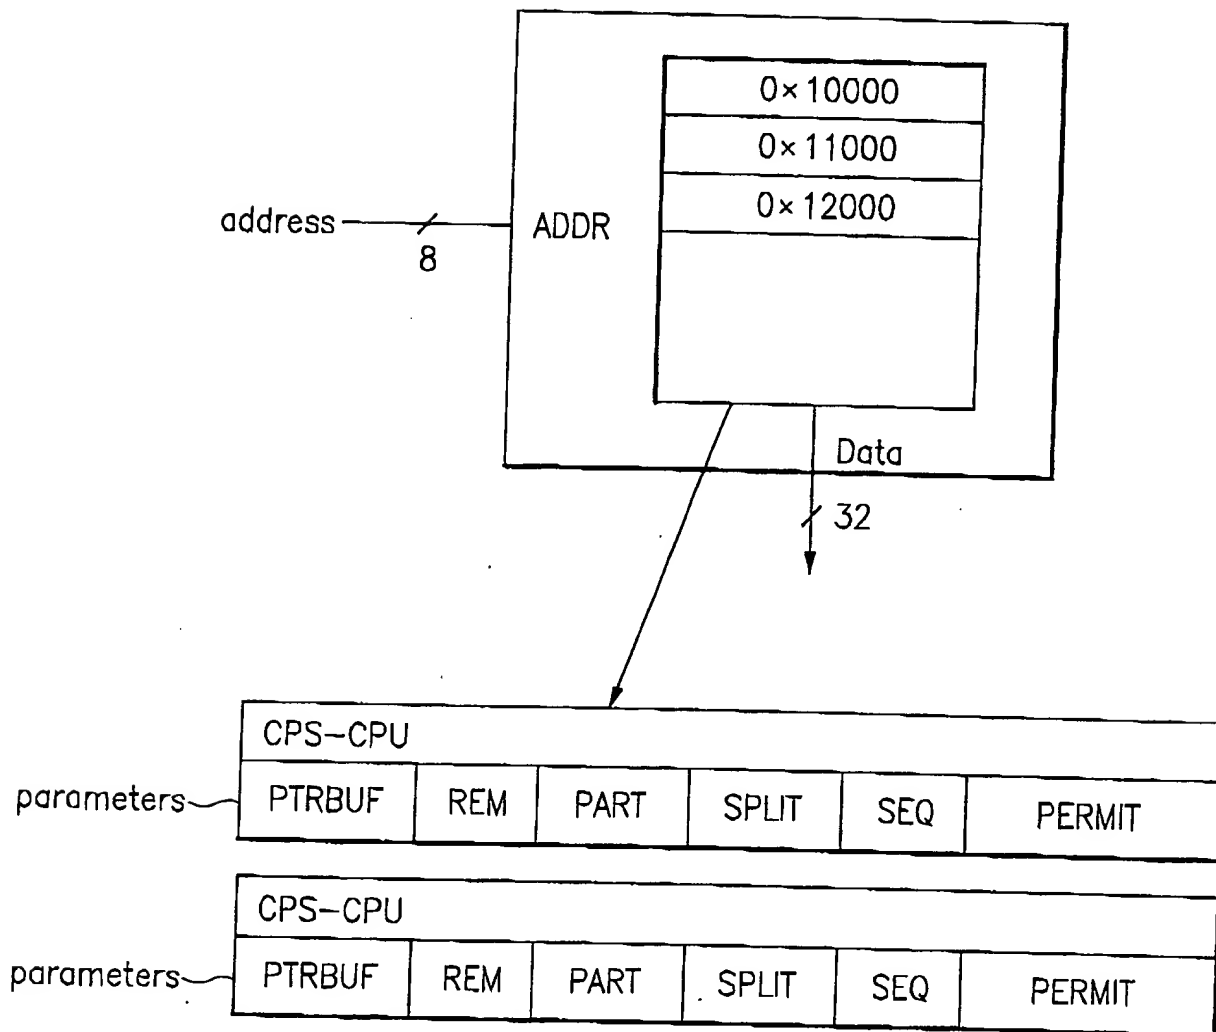 0×10000
0×11000
0×12000
address
8
ADDR
Data
32
CPS-CPU
parameters
PTRBUF REM PART SPLIT SEQ PERMIT
CPS-CPU
parameters
PTRBUF REM PART SPLIT SEQ PERMIT